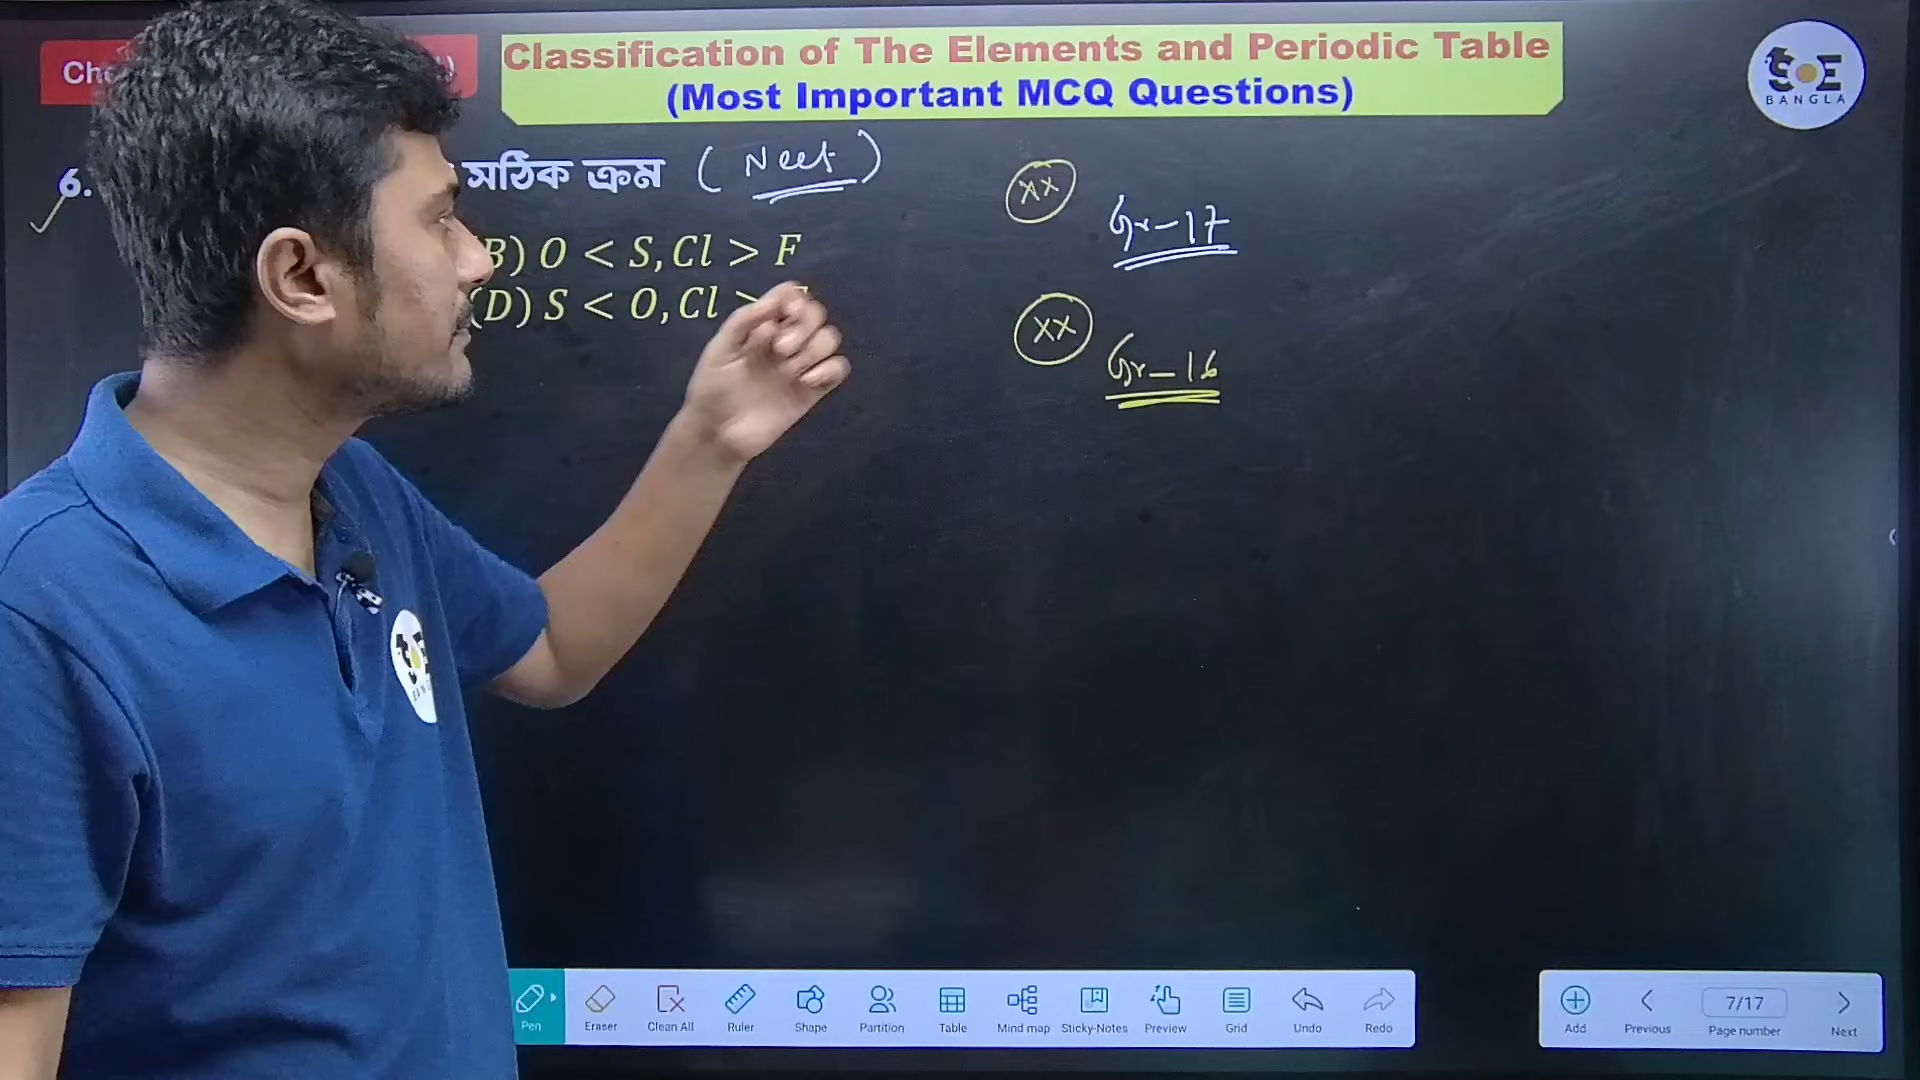 Classification of The Elements and Periodic Table
(Most Important MCQ Questions)
SOE
BANGLA
6. সঠিক ক্রম (Neet)
B) O < S, Cl > F
(D) S < O, Cl >
XX
Gr-17
XX
Gr-16
Pen
Eraser
Clean All
Ruler
Shape
Partition
Table
Mind map
Sticky-Notes
Preview
Grid
Undo
Redo
Add
Previous
7/17
Page number
Next